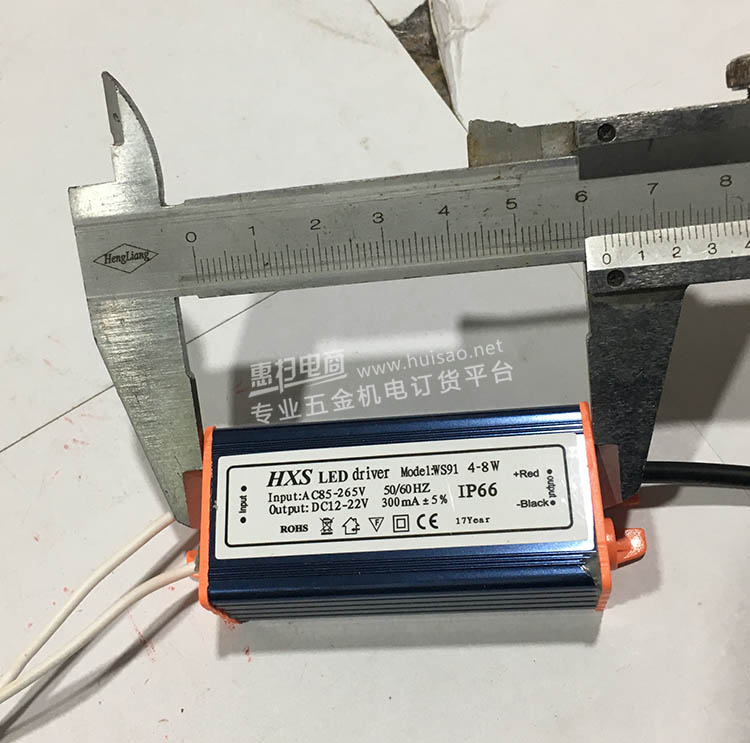 0 1 2 3 4 5 6 7 8
HengLiang
0 1 2 3 4
惠扫电商 www.huisao.net
专业五金机电订货平台
HXS LED driver Model:WS91 4-8W
Input:AC85-265V 50/60HZ IP66
Output:DC12-22V 300mA ± 5%
ROHS F CE 17Year
Input
+Red
-Black
output